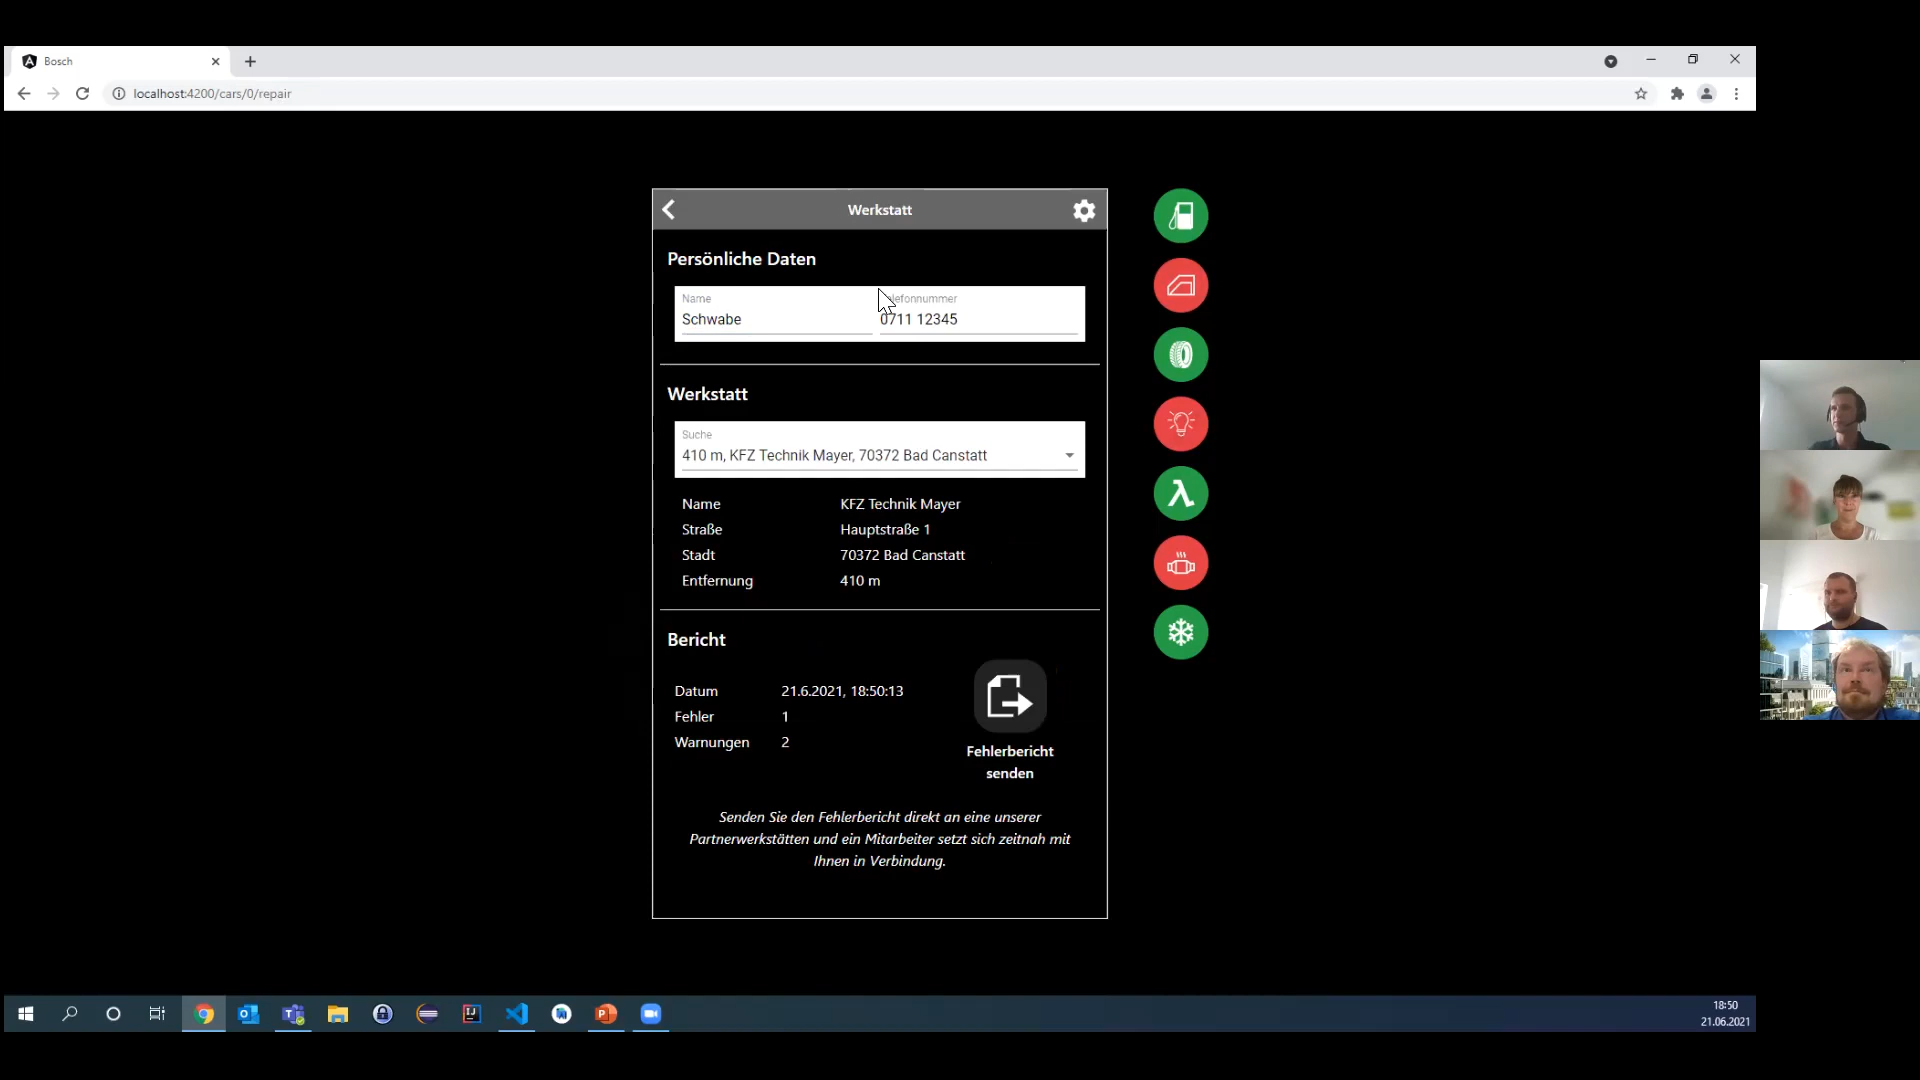 Bosch
localhost:4200/cars/0/repair
Werkstatt
Persönliche Daten
Name
Schwabe
elefonnummer
0711 12345
Werkstatt
Suche
410 m, KFZ Technik Mayer, 70372 Bad Canstatt
Name KFZ Technik Mayer
Straße Hauptstraße 1
Stadt 70372 Bad Canstatt
Entfernung 410 m
Bericht
Datum 21.6.2021, 18:50:13
Fehler 1
Warnungen 2
Fehlerbericht
senden
Senden Sie den Fehlerbericht direkt an eine unserer
Partnerwerkstätten und ein Mitarbeiter setzt sich zeitnah mit
Ihnen in Verbindung.
18:50
21.06.2021